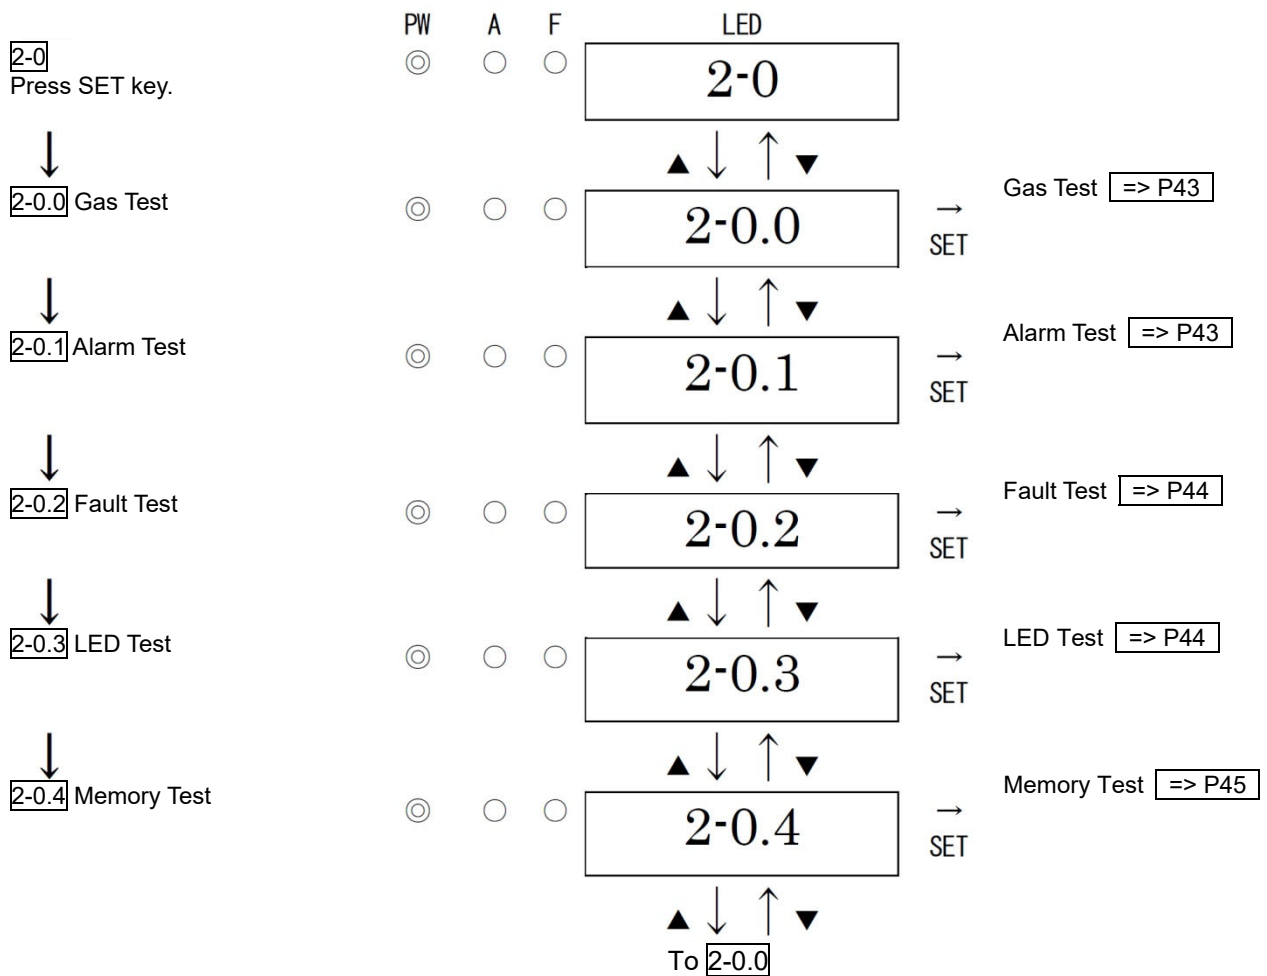 PW A F LED
2-0
Press SET key.
2-0
▲ ↓ ↑ ▼
2-0.0 Gas Test
2-0.0
→
SET
Gas Test => P43
▲ ↓ ↑ ▼
2-0.1 Alarm Test
2-0.1
→
SET
Alarm Test => P43
▲ ↓ ↑ ▼
2-0.2 Fault Test
2-0.2
→
SET
Fault Test => P44
▲ ↓ ↑ ▼
2-0.3 LED Test
2-0.3
→
SET
LED Test => P44
▲ ↓ ↑ ▼
2-0.4 Memory Test
2-0.4
→
SET
Memory Test => P45
▲ ↓ ↑ ▼
To 2-0.0